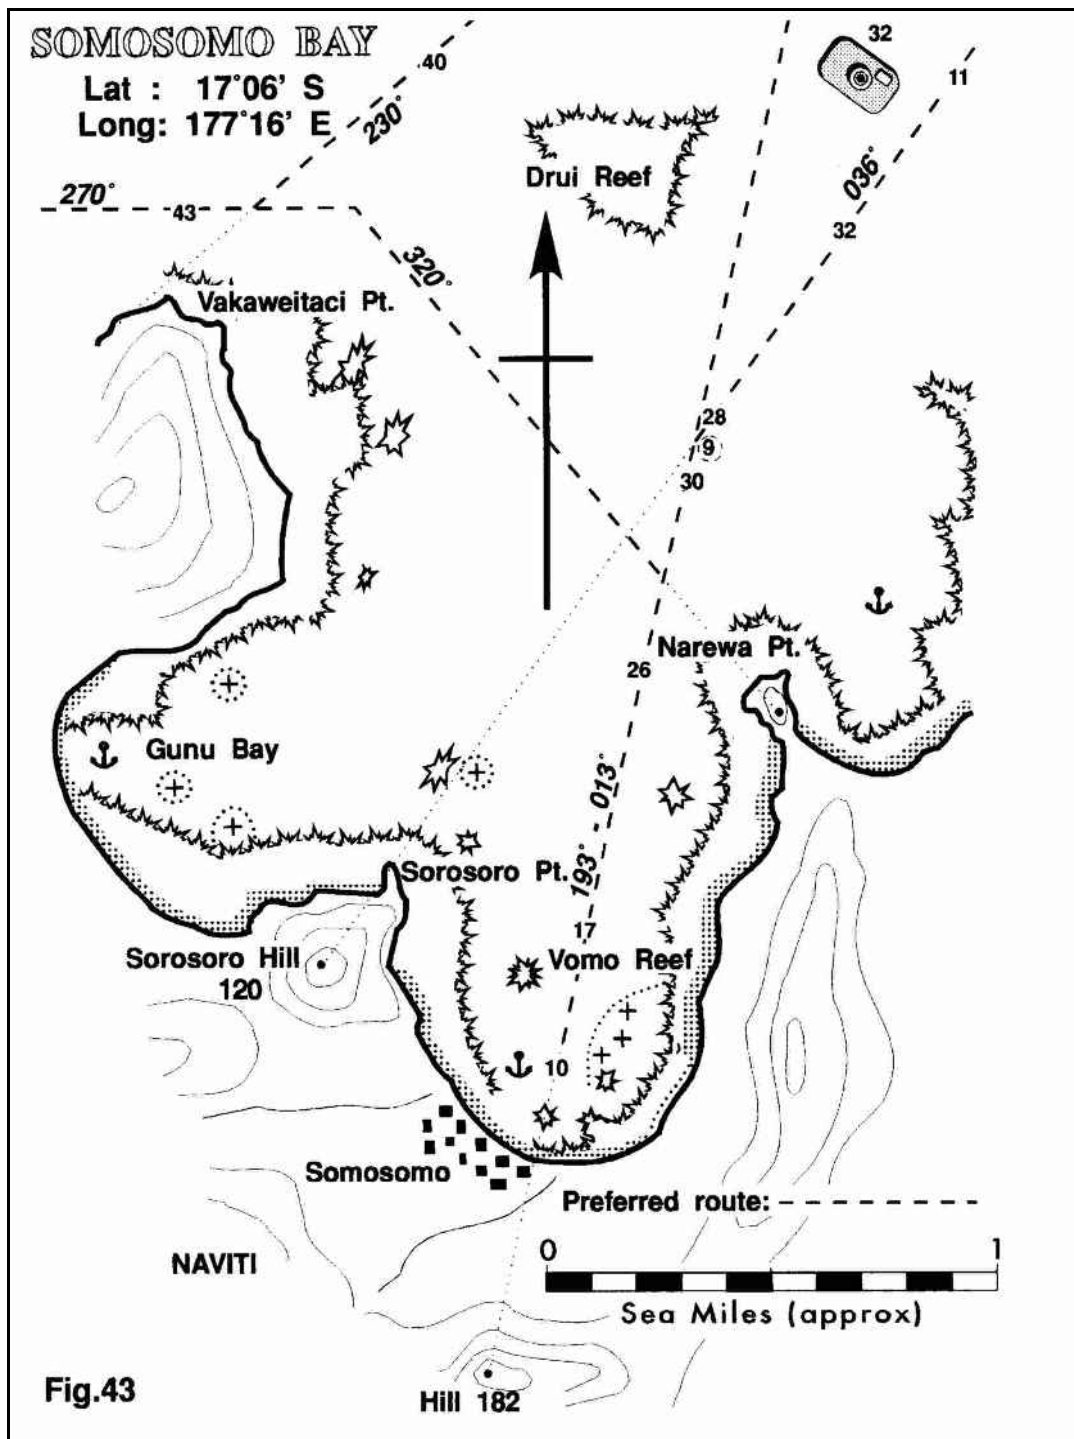 SOMOSOMO BAY
Lat : 17°06' S
Long: 177°16' E
40
230°
32
11
036°
270°
43
Drui Reef
32
320°
Vakaweitaci Pt.
28
9
30
Narewa Pt.
26
Gunu Bay
193° - 013°
Sorosoro Pt.
17
Sorosoro Hill
120
Vomo Reef
10
Somosomo
Preferred route:
NAVITI
0
1
Sea Miles (approx)
Fig.43
Hill 182